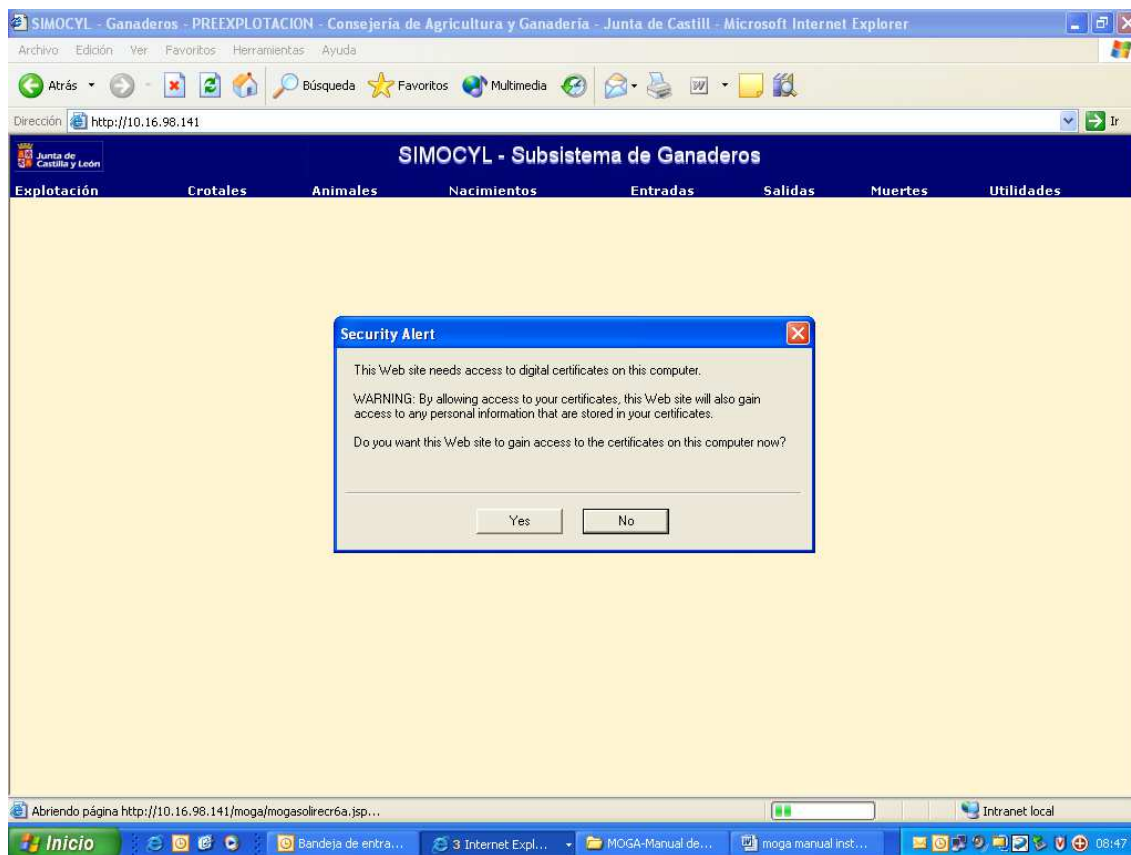 SIMOCYL - Ganaderos - PREEXPLOTACION - Consejería de Agricultura y Ganadería - Junta de Castill - Microsoft Internet Explorer
Archivo Edición Ver Favoritos Herramientas Ayuda
Atrás Búsqueda Favoritos Multimedia
Dirección http://10.16.98.141 Ir
Junta de
Castilla y León
SIMOCYL - Subsistema de Ganaderos
Explotación Crotales Animales Nacimientos Entradas Salidas Muertes Utilidades
Security Alert
This Web site needs access to digital certificates on this computer.
WARNING: By allowing access to your certificates, this Web site will also gain
access to any personal information that are stored in your certificates.
Do you want this Web site to gain access to the certificates on this computer now?
Yes No
Abriendo página http://10.16.98.141/moga/mogasolirecr6a.jsp... Intranet local
Inicio Bandeja de entra... 3 Internet Expl... MOGA-Manual de... moga manual inst... 08:47